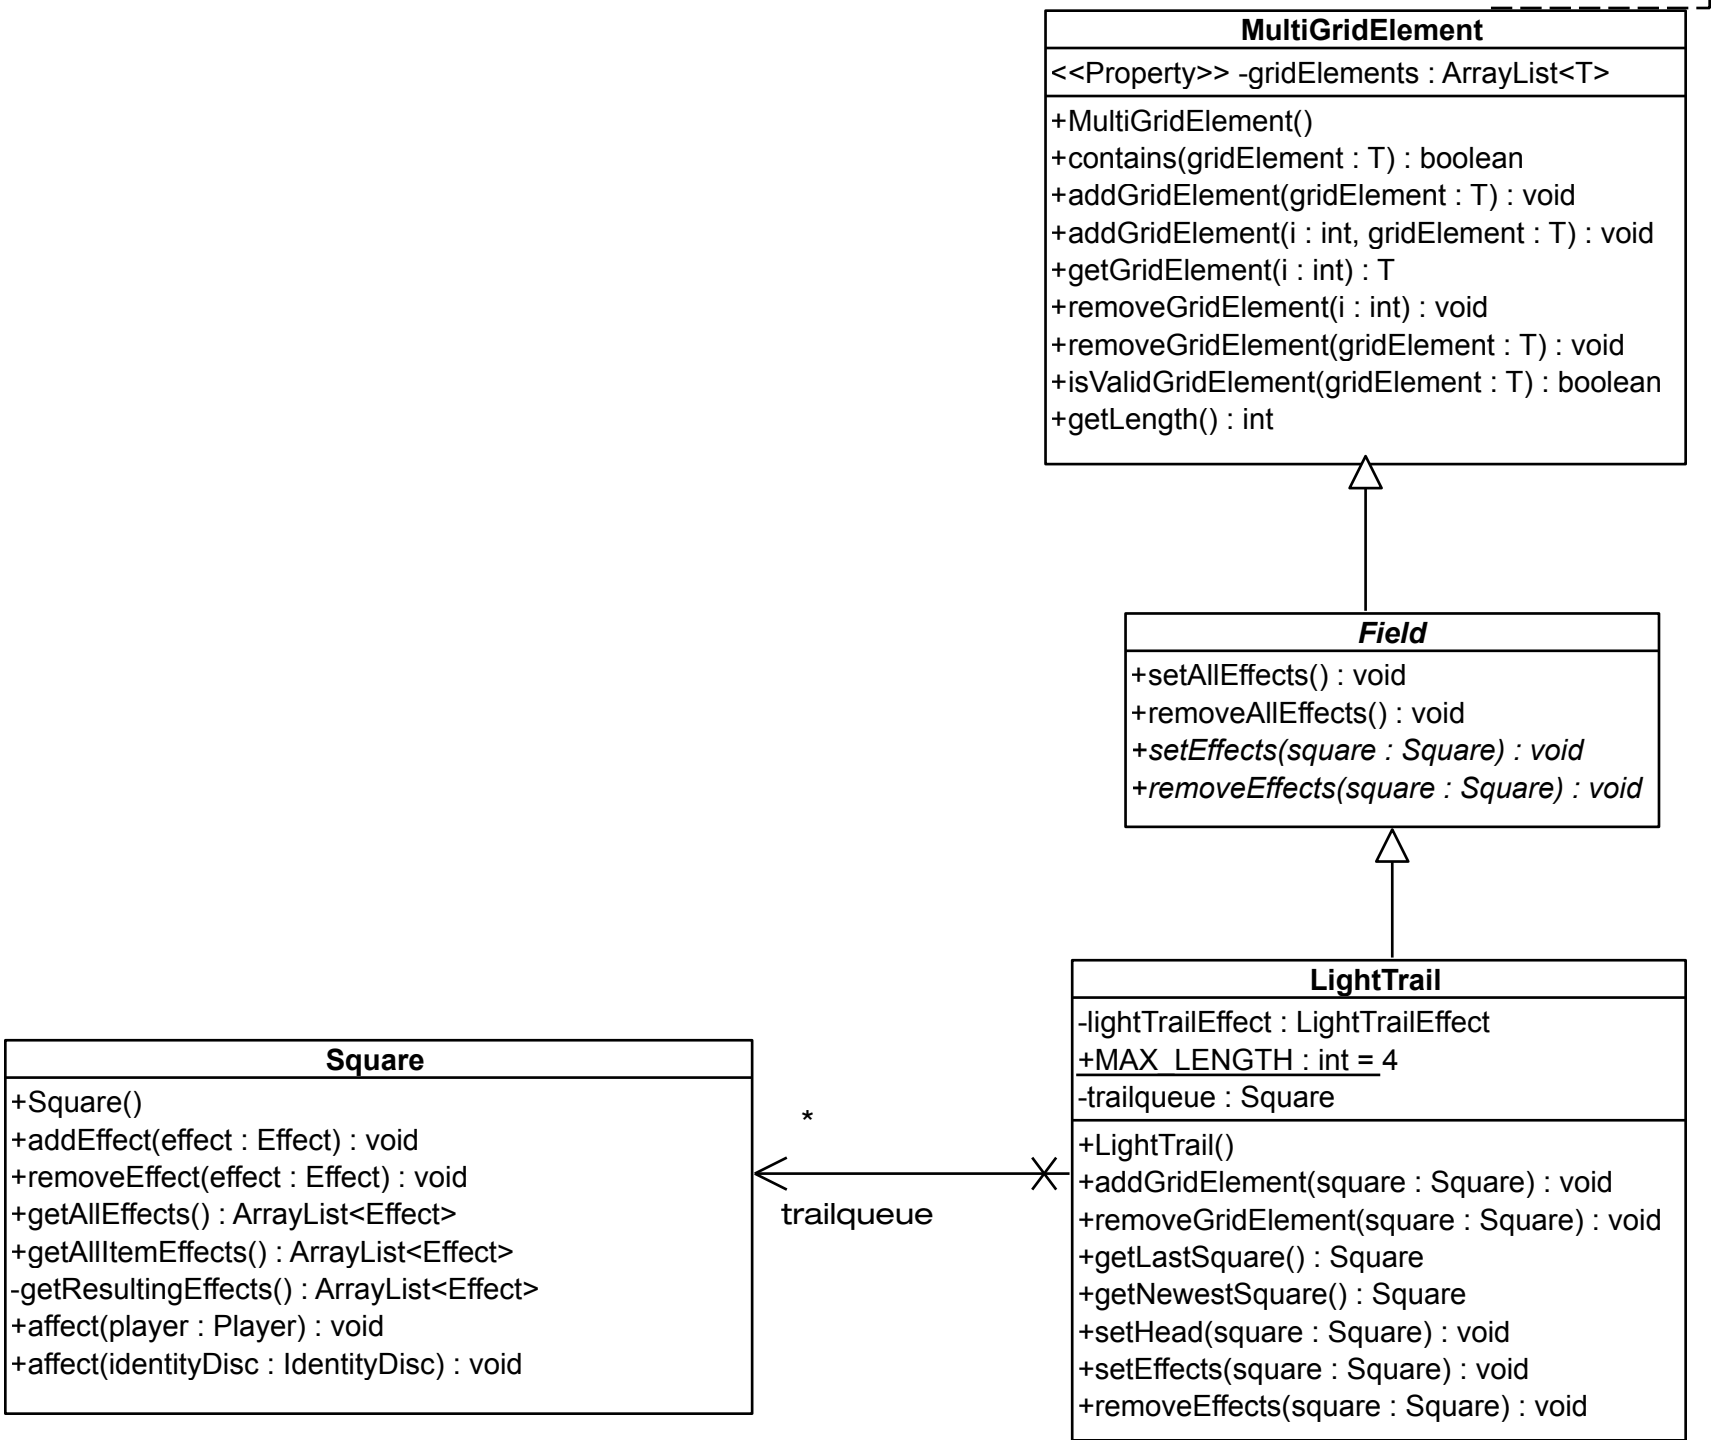 MultiGridElement
<<Property>> -gridElements : ArrayList<T>
+MultiGridElement()
+contains(gridElement : T) : boolean
+addGridElement(gridElement : T) : void
+addGridElement(i : int, gridElement : T) : void
+getGridElement(i : int) : T
+removeGridElement(i : int) : void
+removeGridElement(gridElement : T) : void
+isValidGridElement(gridElement : T) : boolean
+getLength() : int
Field
+setAllEffects() : void
+removeAllEffects() : void
+setEffects(square : Square) : void
+removeEffects(square : Square) : void
LightTrail
-lightTrailEffect : LightTrailEffect
+MAX_LENGTH : int = 4
-trailqueue : Square
+LightTrail()
+addGridElement(square : Square) : void
+removeGridElement(square : Square) : void
+getLastSquare() : Square
+getNewestSquare() : Square
+setHead(square : Square) : void
+setEffects(square : Square) : void
+removeEffects(square : Square) : void
*
trailqueue
Square
+Square()
+addEffect(effect : Effect) : void
+removeEffect(effect : Effect) : void
+getAllEffects() : ArrayList<Effect>
+getAllItemEffects() : ArrayList<Effect>
-getResultingEffects() : ArrayList<Effect>
+affect(player : Player) : void
+affect(identityDisc : IdentityDisc) : void